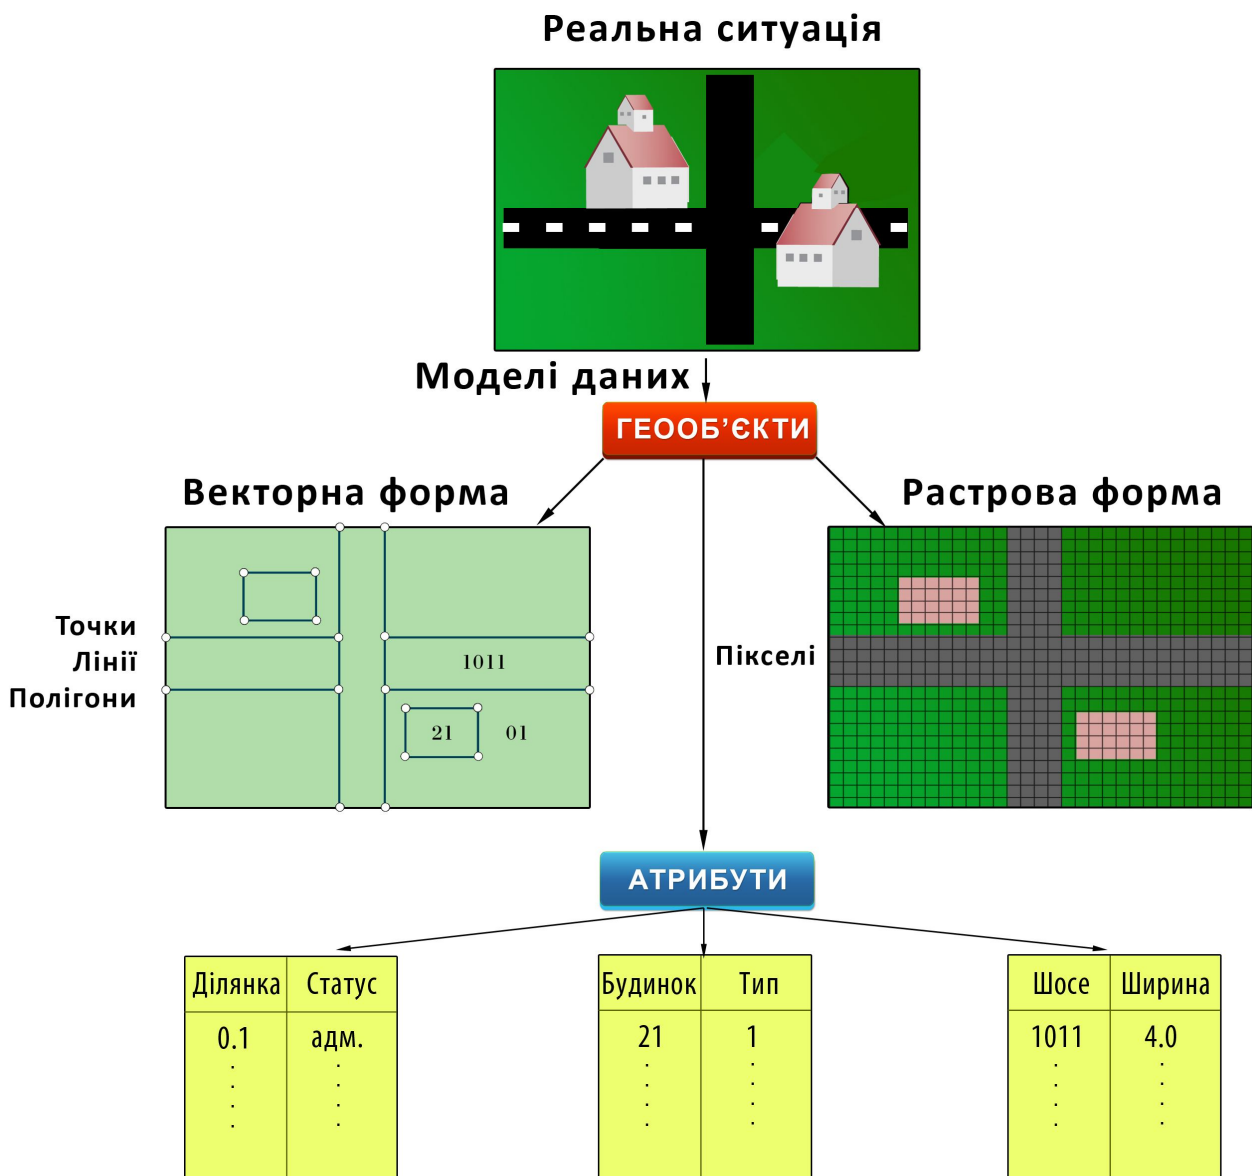 Реальна ситуація
Моделі даних
ГЕООБ’ЄКТИ
Векторна форма
Растрова форма
Точки
Лінії
Полігони
1011
21
01
Пікселі
АТРИБУТИ
Ділянка Статус
0.1 адм.
Будинок Тип
21 1
Шосе Ширина
1011 4.0